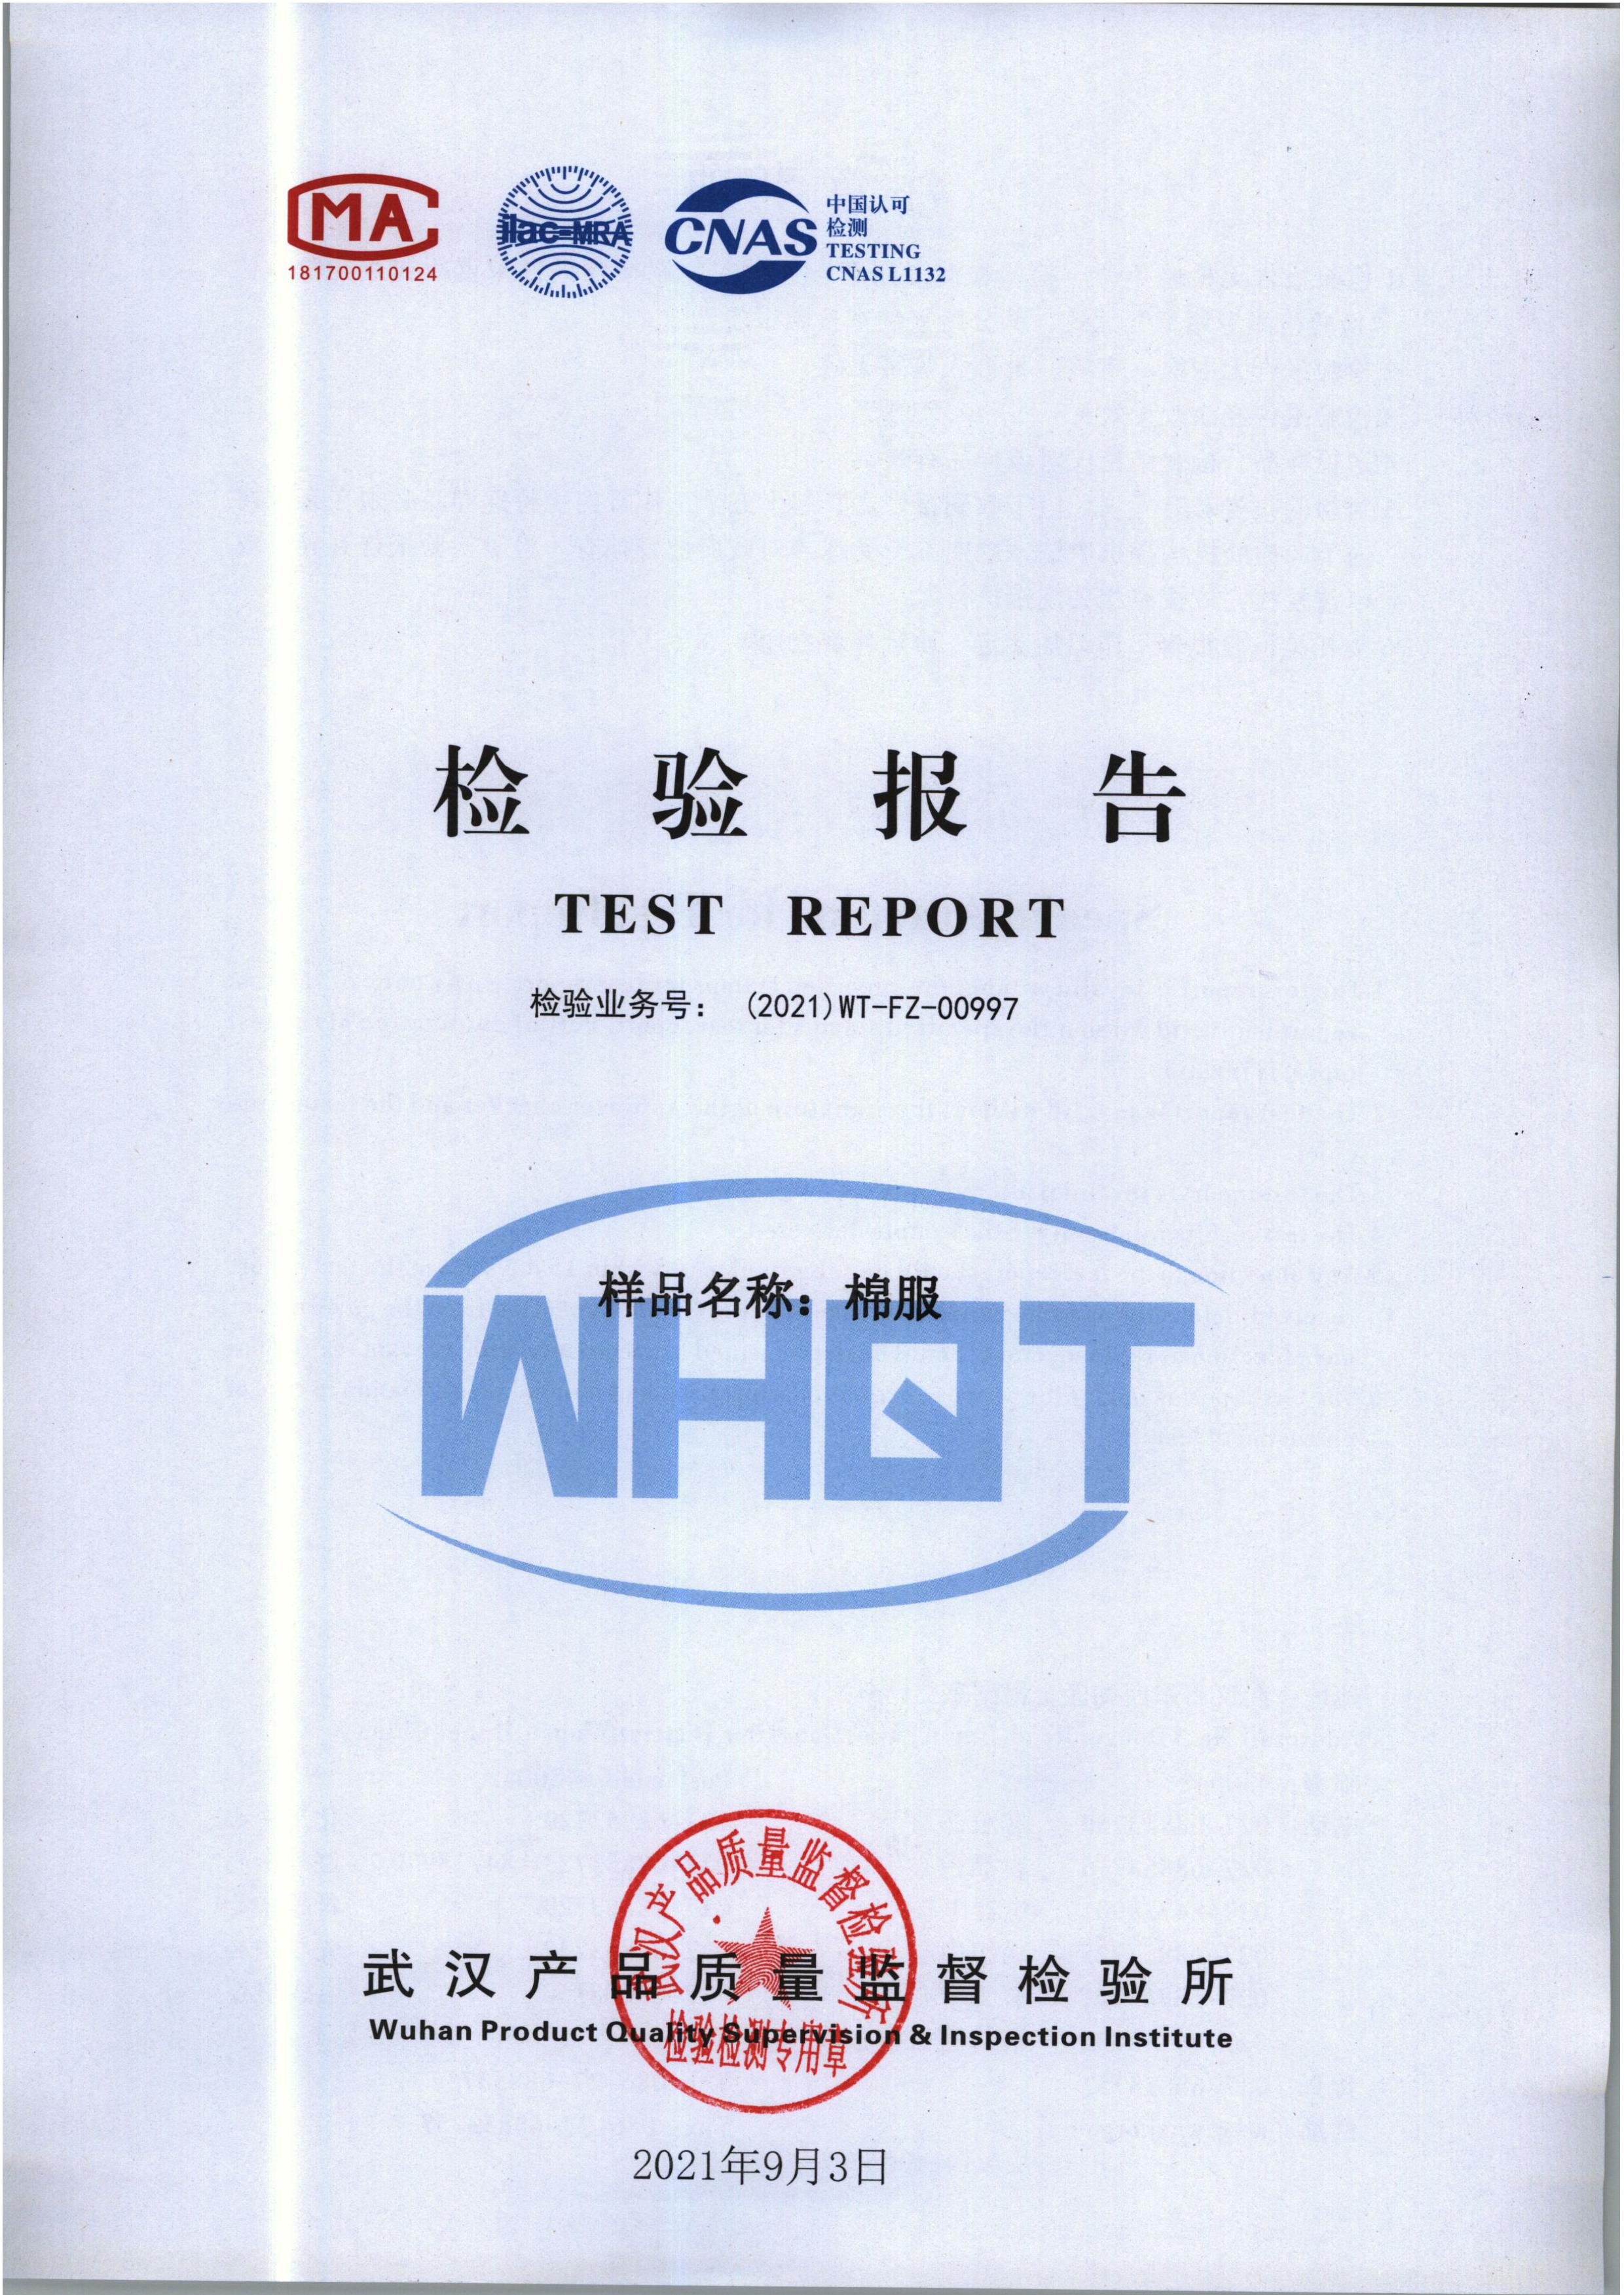 MA
181700110124
ilac-MRA
CNAS
中国认可
检测
TESTING
CNAS L1132
检验报告
TEST REPORT
检验业务号： (2021)WT-FZ-00997
样品名称：棉服
WHQT
武汉产品质量监督检验所
检验检测专用章
武汉产品质量监督检验所
Wuhan Product Quality Supervision & Inspection Institute
2021年9月3日